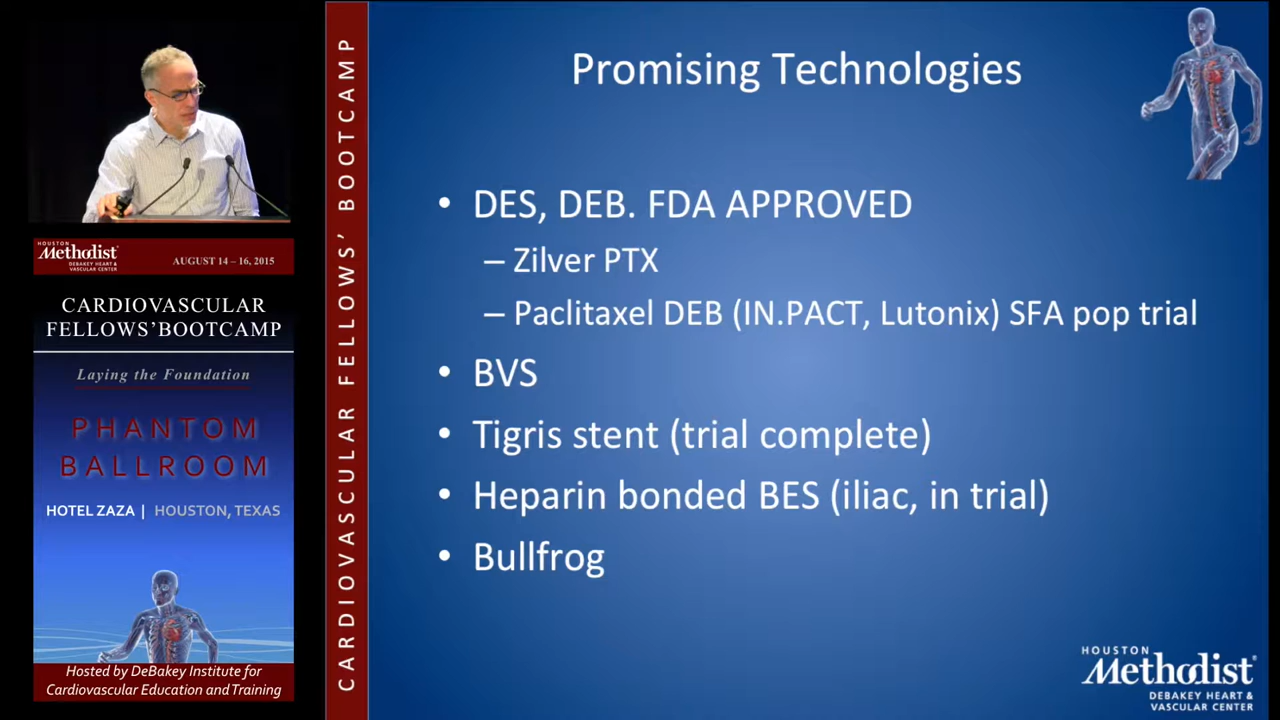 HOUSTON
Methodist
DEBAKEY HEART &
VASCULAR CENTER
AUGUST 14 – 16, 2015
CARDIOVASCULAR
FELLOWS’BOOTCAMP
Laying the Foundation
PHANTOM
BALLROOM
HOTEL ZAZA | HOUSTON, TEXAS
Hosted by DeBakey Institute for
Cardiovascular Education and Training
CARDIOVASCULAR FELLOWS’ BOOTCAMP
Promising Technologies
• DES, DEB. FDA APPROVED
– Zilver PTX
– Paclitaxel DEB (IN.PACT, Lutonix) SFA pop trial
• BVS
• Tigris stent (trial complete)
• Heparin bonded BES (iliac, in trial)
• Bullfrog
HOUSTON
Methodist
DEBAKEY HEART &
VASCULAR CENTER